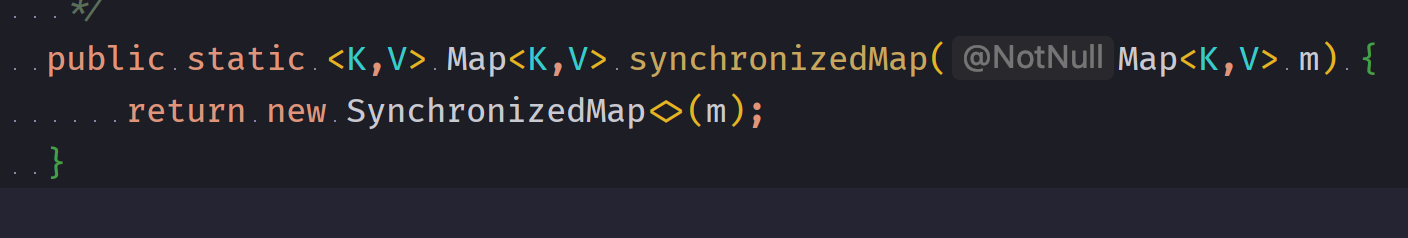 */
public static <K,V> Map<K,V> synchronizedMap( @NotNull Map<K,V> m) {
return new SynchronizedMap<>(m);
}